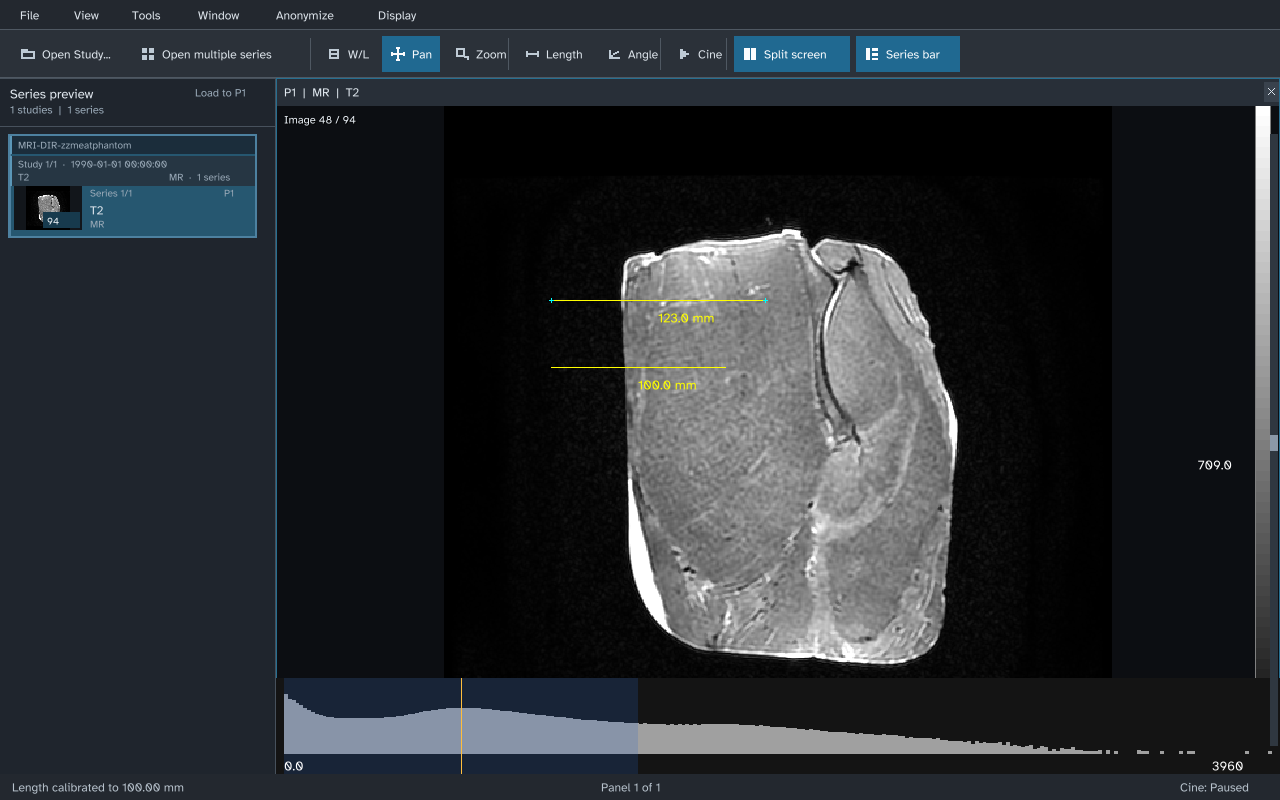 File View Tools Window Anonymize Display
Open Study... Open multiple series W/L Pan Zoom Length Angle Cine Split screen Series bar
Series preview Load to P1
1 studies | 1 series
MRI-DIR-zzmeatphantom
Study 1/1 · 1990-01-01 00:00:00
T2 MR · 1 series
Series 1/1 P1
T2
MR
94
P1 | MR | T2
Image 48 / 94
123.0 mm
100.0 mm
709.0
0.0 3960
Length calibrated to 100.00 mm Panel 1 of 1 Cine: Paused